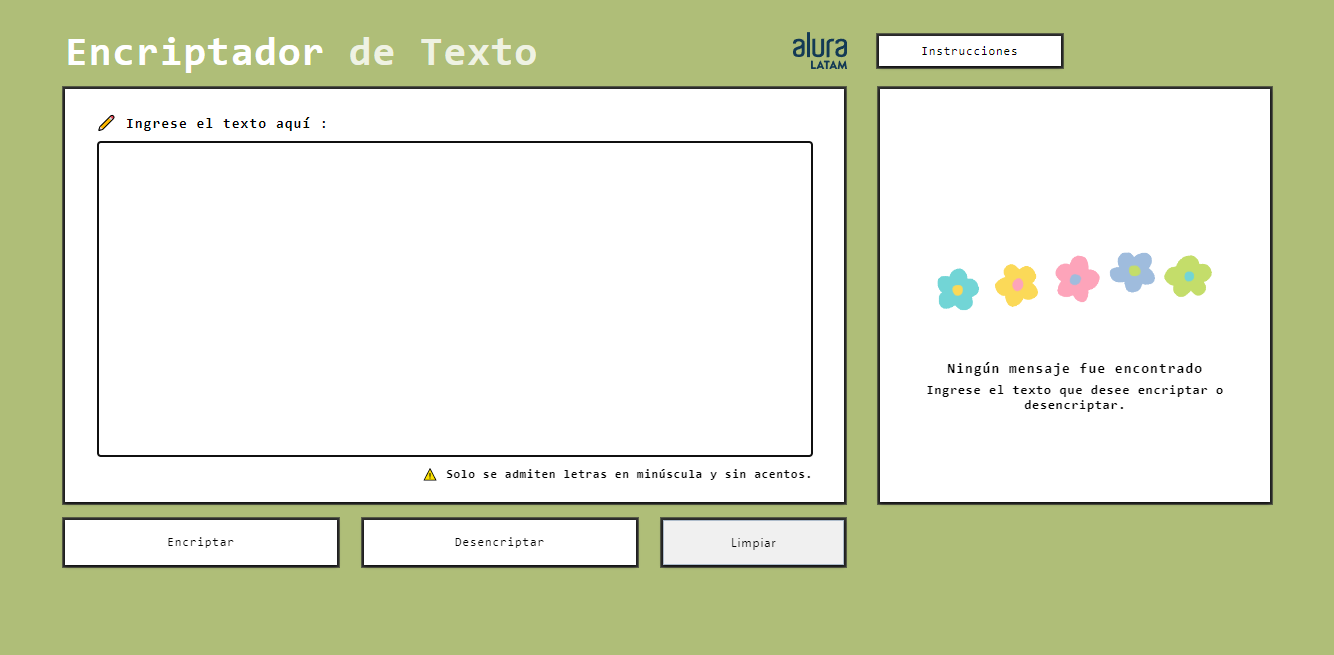 Encriptador de Texto
alura
LATAM
Instrucciones
Ingrese el texto aquí :
Solo se admiten letras en minúscula y sin acentos.
Ningún mensaje fue encontrado
Ingrese el texto que desee encriptar o
desencriptar.
Encriptar
Desencriptar
Limpiar